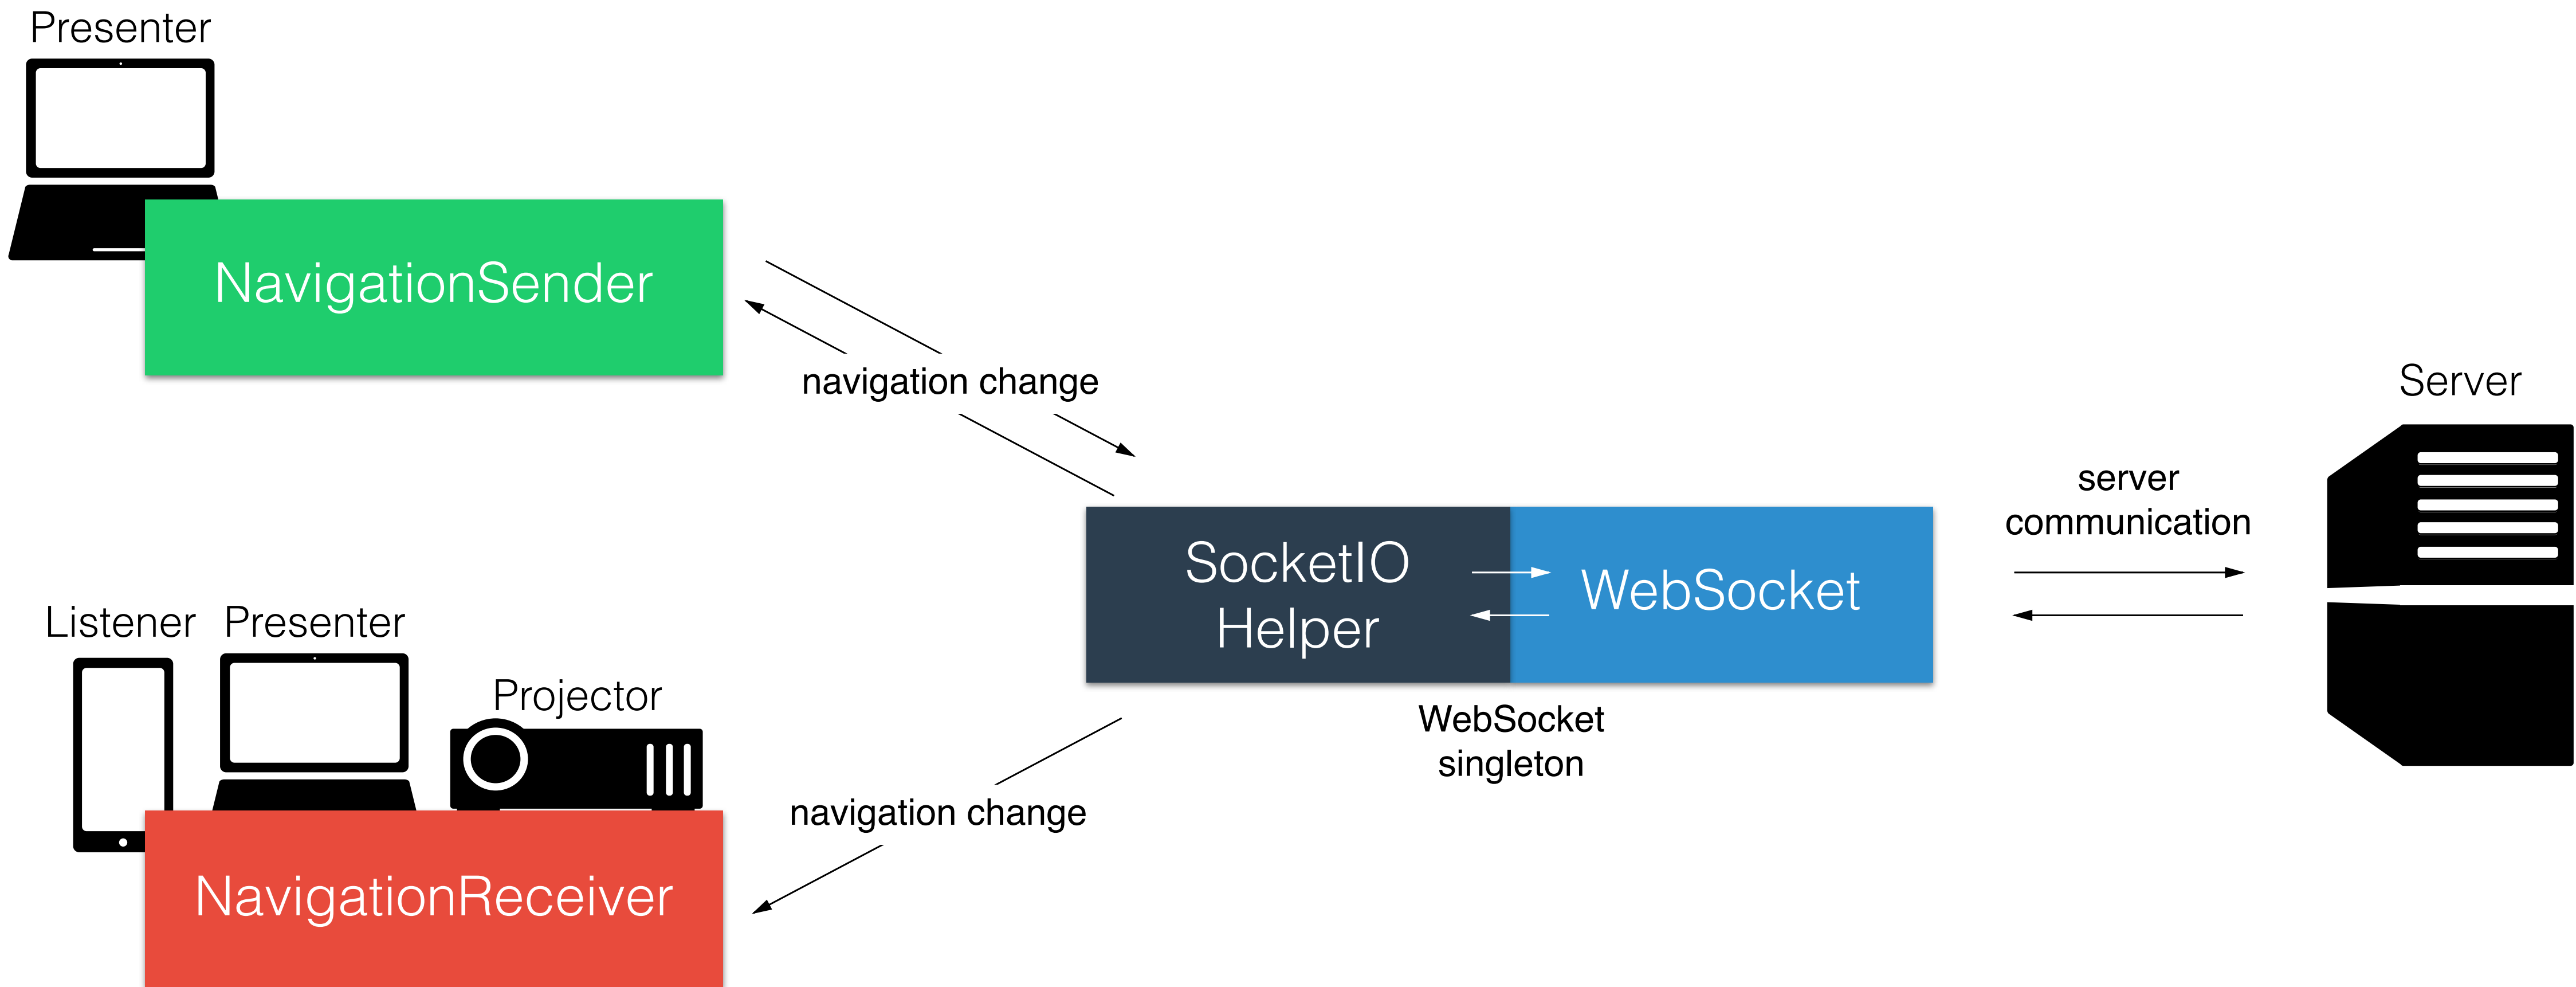 Presenter
NavigationSender
navigation change
Server
server
communication
SocketIO
Helper
WebSocket
WebSocket
singleton
Listener
Presenter
Projector
navigation change
NavigationReceiver